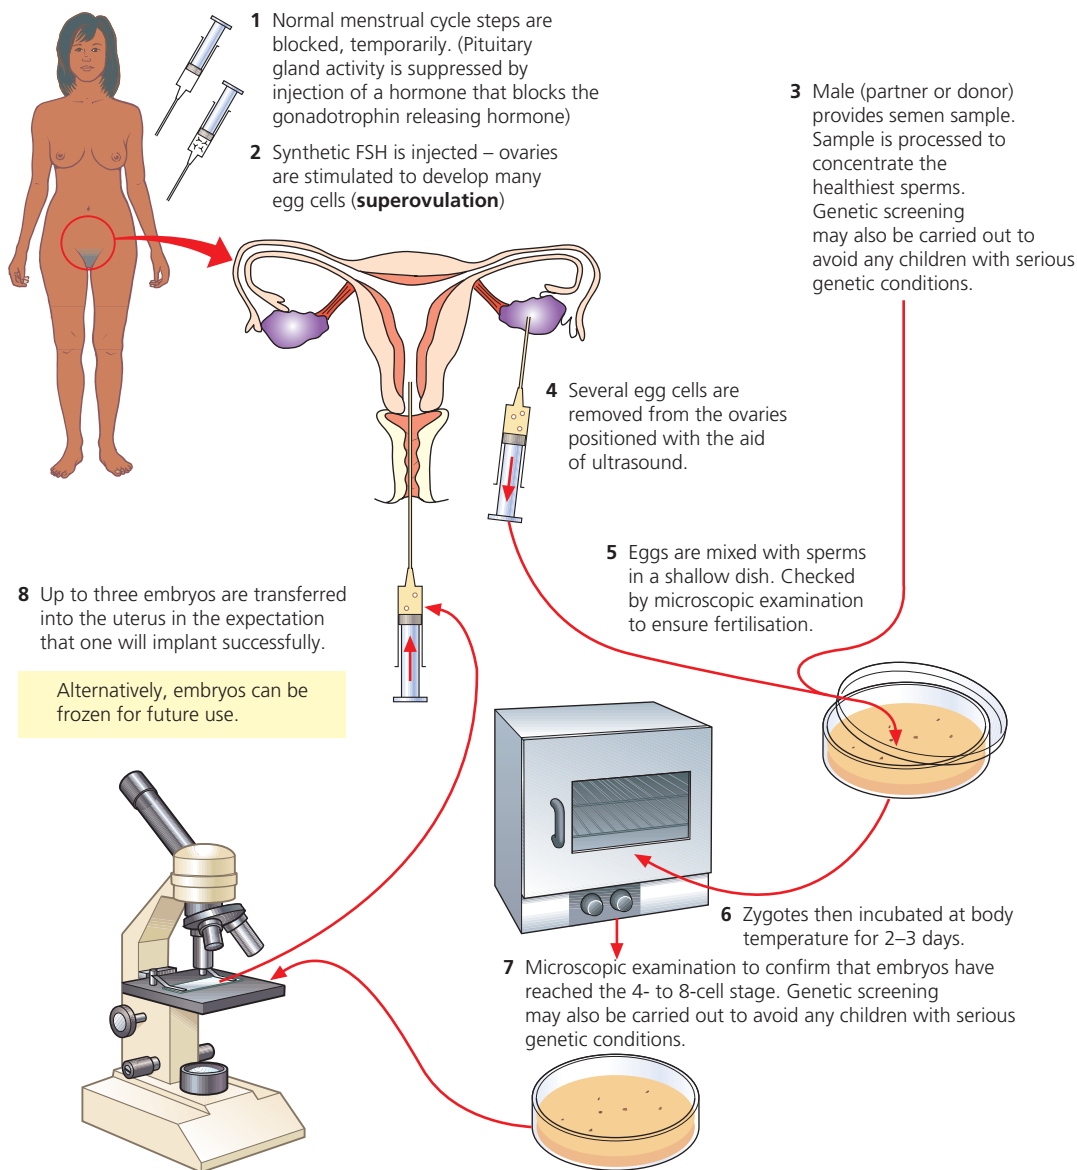 1 Normal menstrual cycle steps are
blocked, temporarily. (Pituitary
gland activity is suppressed by
injection of a hormone that blocks the
gonadotrophin releasing hormone)
2 Synthetic FSH is injected – ovaries
are stimulated to develop many
egg cells (superovulation)
3 Male (partner or donor)
provides semen sample.
Sample is processed to
concentrate the
healthiest sperms.
Genetic screening
may also be carried out to
avoid any children with serious
genetic conditions.
4 Several egg cells are
removed from the ovaries
positioned with the aid
of ultrasound.
5 Eggs are mixed with sperms
in a shallow dish. Checked
by microscopic examination
to ensure fertilisation.
6 Zygotes then incubated at body
temperature for 2–3 days.
7 Microscopic examination to confirm that embryos have
reached the 4- to 8-cell stage. Genetic screening
may also be carried out to avoid any children with serious
genetic conditions.
8 Up to three embryos are transferred
into the uterus in the expectation
that one will implant successfully.
Alternatively, embryos can be
frozen for future use.